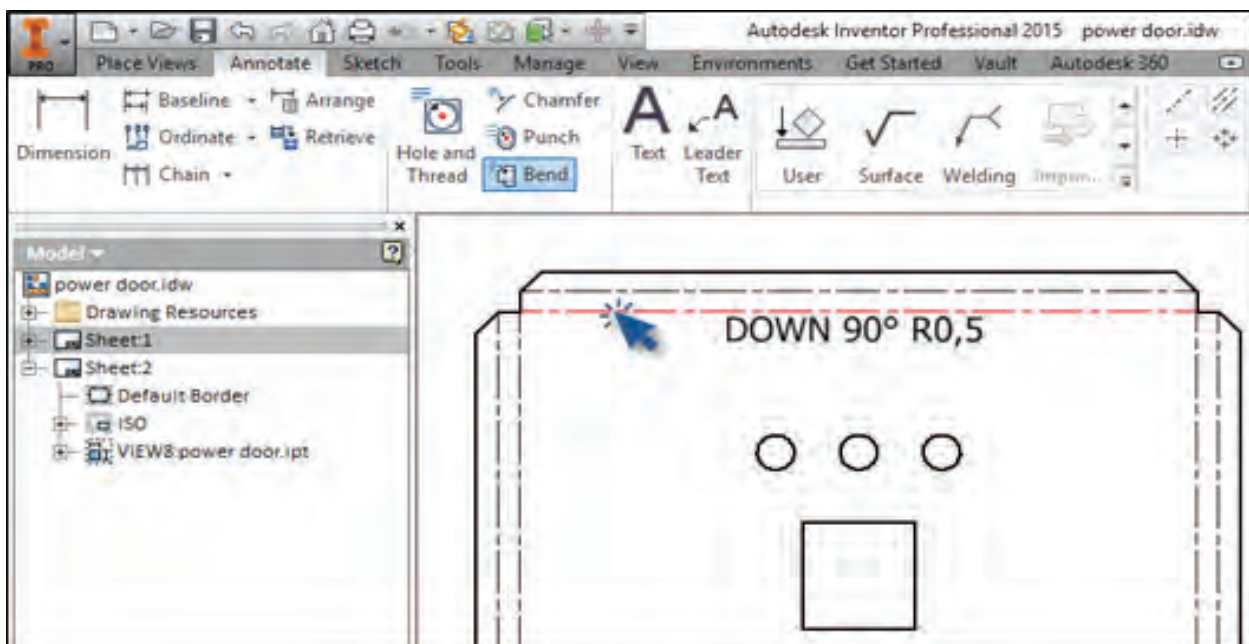 Autodesk Inventor Professional 2015 power door.idw
PRO Place Views Annotate Sketch Tools Manage View Environments Get Started Vault Autodesk 360
Dimension
Baseline Arrange
Ordinate Retrieve
Chain
Hole and Thread
Chamfer
Punch
Bend
Text
Leader Text
User Surface Welding
Model
power door.idw
Drawing Resources
Sheet:1
Sheet:2
Default Border
ISO
VIEW8:power door.ipt
DOWN 90° R0,5